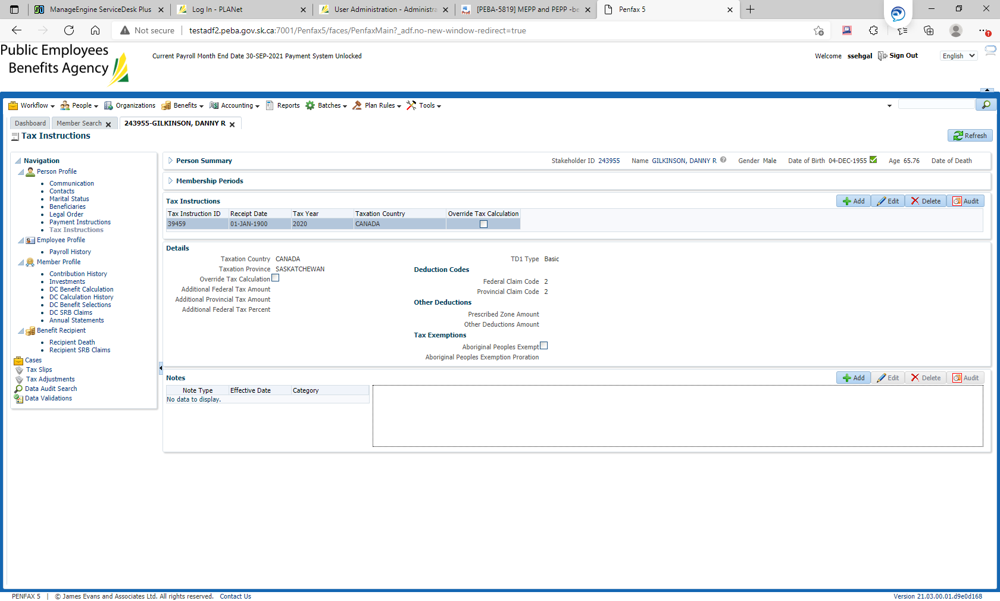 ManageEngine ServiceDesk Plus
Log In - PLANet
User Administration - Administra
[PEBA-5819] MEPP and PEPP -be
Penfax 5
Not secure testadf2.peba.gov.sk.ca:7001/Penfax5/faces/PenfaxMain?_adf.no-new-window-redirect=true
Public Employees
Benefits Agency
Current Payroll Month End Date 30-SEP-2021 Payment System Unlocked
Welcome ssehgal Sign Out English
Workflow People Organizations Benefits Accounting Reports Batches Plan Rules Tools
Dashboard Member Search 243955-GILKINSON, DANNY R
Tax Instructions
Refresh
Navigation
Person Profile
Communication
Contacts
Marital Status
Beneficiaries
Legal Order
Payment Instructions
Tax Instructions
Employee Profile
Payroll History
Member Profile
Contribution History
Investments
DC Benefit Calculation
DC Calculation History
DC Benefit Selections
DC SRB Claims
Annual Statements
Benefit Recipient
Recipient Death
Recipient SRB Claims
Cases
Tax Slips
Tax Adjustments
Data Audit Search
Data Validations
Person Summary Stakeholder ID 243955 Name GILKINSON, DANNY R Gender Male Date of Birth 04-DEC-1955 Age 65.76 Date of Death
Membership Periods
Tax Instructions Add Edit Delete Audit
Tax Instruction ID Receipt Date Tax Year Taxation Country Override Tax Calculation
39459 01-JAN-1900 2020 CANADA
Details
Taxation Country CANADA
Taxation Province SASKATCHEWAN
Override Tax Calculation
Additional Federal Tax Amount
Additional Provincial Tax Amount
Additional Federal Tax Percent
TD1 Type Basic
Deduction Codes
Federal Claim Code 2
Provincial Claim Code 2
Other Deductions
Prescribed Zone Amount
Other Deductions Amount
Tax Exemptions
Aboriginal Peoples Exempt
Aboriginal Peoples Exemption Proration
Notes Add Edit Delete Audit
Note Type Effective Date Category
No data to display.
PENFAX 5 | © James Evans and Associates Ltd. All rights reserved. Contact Us
Version 21.03.00.01.d9e0d168